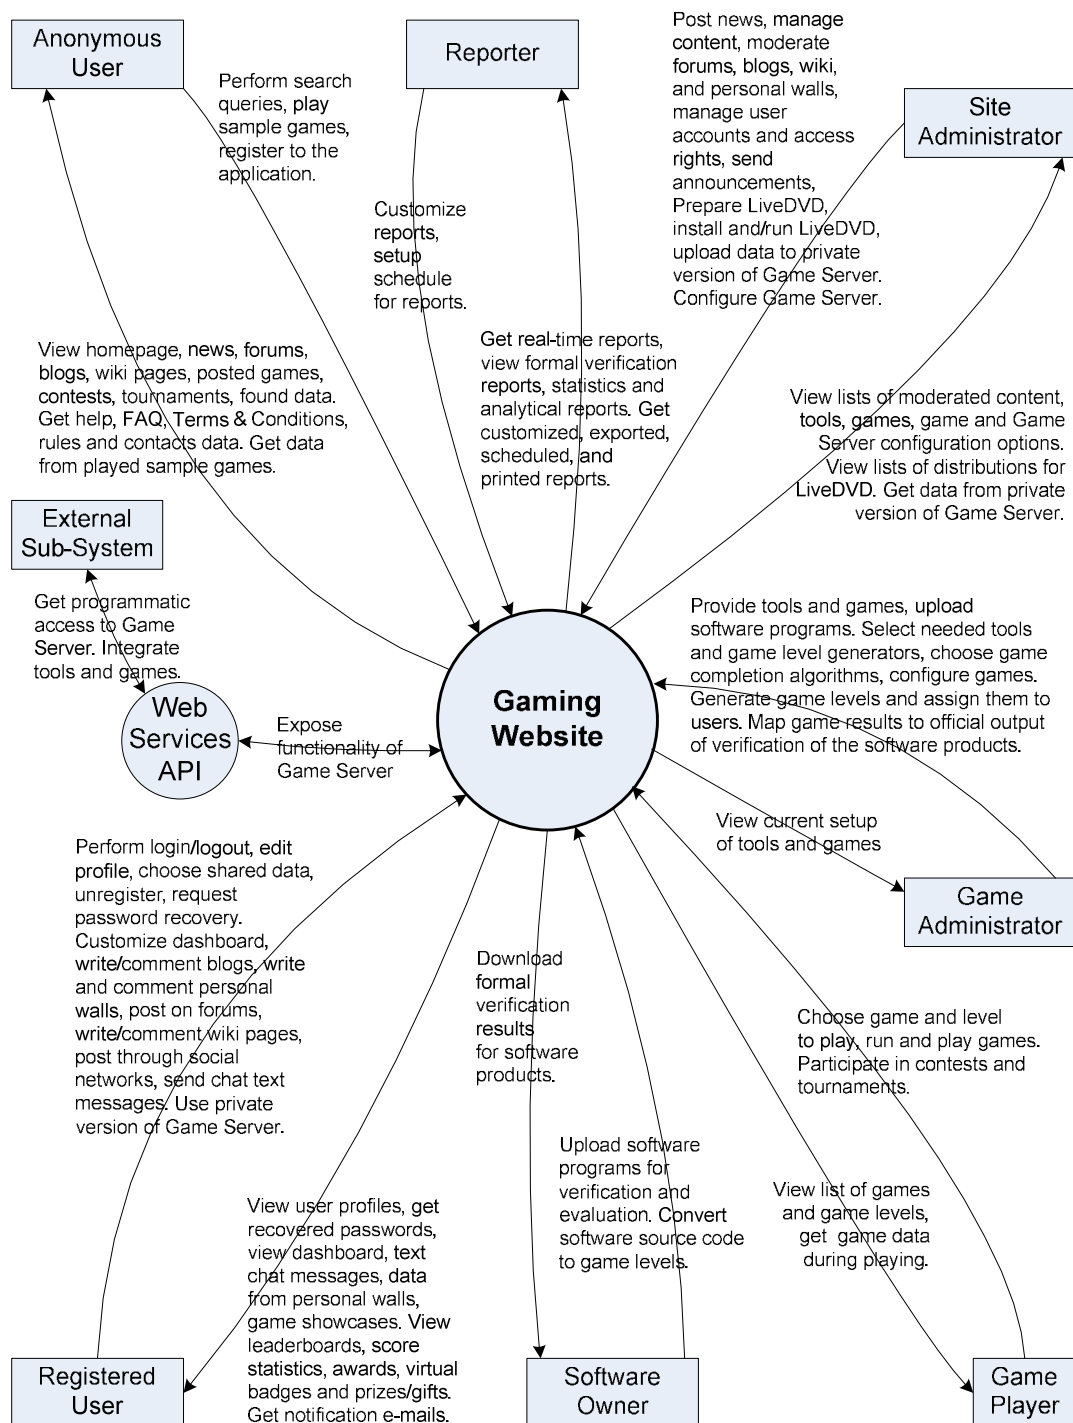 Anonymous
User
Perform search
queries, play
sample games,
register to the
application.
Reporter
Post news, manage
content, moderate
forums, blogs, wiki,
and personal walls,
manage user
accounts and access
rights, send
announcements,
Prepare LiveDVD,
install and/run LiveDVD,
upload data to private
version of Game Server.
Configure Game Server.
Site
Administrator
Customize
reports,
setup
schedule
for reports.
View homepage, news, forums,
blogs, wiki pages, posted games,
contests, tournaments, found data.
Get help, FAQ, Terms & Conditions,
rules and contacts data. Get data
from played sample games.
Get real-time reports,
view formal verification
reports, statistics and
analytical reports. Get
customized, exported,
scheduled, and
printed reports.
View lists of moderated content,
tools, games, game and Game
Server configuration options.
View lists of distributions for
LiveDVD. Get data from private
version of Game Server.
External
Sub-System
Get programmatic
access to Game
Server. Integrate
tools and games.
Web
Services
API
Expose
functionality of
Game Server
Gaming
Website
Provide tools and games, upload
software programs. Select needed tools
and game level generators, choose game
completion algorithms, configure games.
Generate game levels and assign them to
users. Map game results to official output
of verification of the software products.
View current setup
of tools and games
Game
Administrator
Perform login/logout, edit
profile, choose shared data,
unregister, request
password recovery.
Customize dashboard,
write/comment blogs, write
and comment personal
walls, post on forums,
write/comment wiki pages,
post through social
networks, send chat text
messages. Use private
version of Game Server.
Download
formal
verification
results
for software
products.
Choose game and level
to play, run and play games.
Participate in contests and
tournaments.
Upload software
programs for
verification and
evaluation. Convert
software source code
to game levels.
View list of games
and game levels,
get game data
during playing.
View user profiles, get
recovered passwords,
view dashboard, text
chat messages, data
from personal walls,
game showcases. View
leaderboards, score
statistics, awards, virtual
badges and prizes/gifts.
Get notification e-mails.
Registered
User
Software
Owner
Game
Player